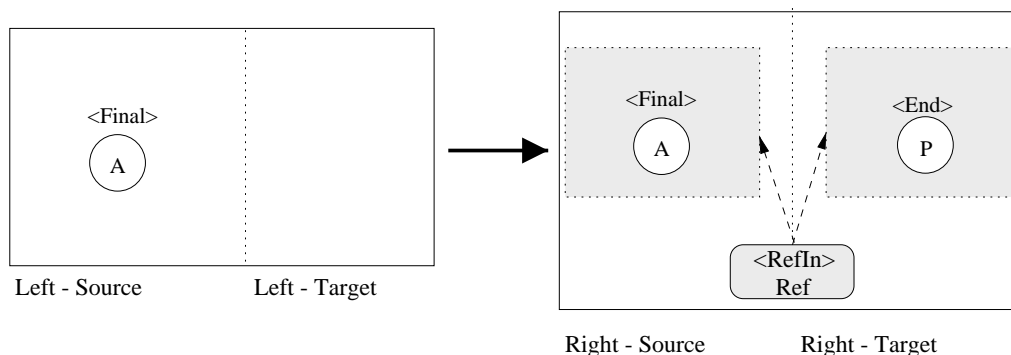 <Final>
A
Left - Source
Left - Target
<Final>
A
<End>
P
<RefIn>
Ref
Right - Source
Right - Target